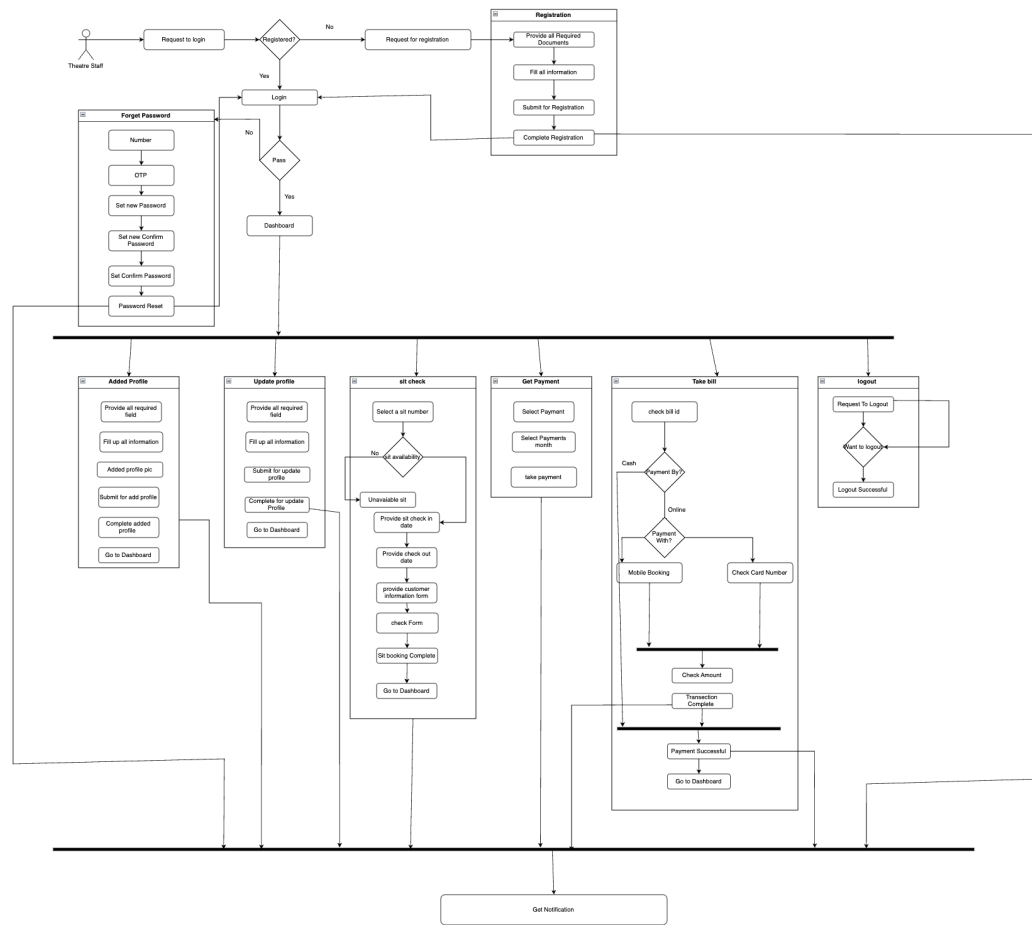 Theatre Staff
Request to login
Registered?
No
Request for registration
Registration
Provide all Required
Documents
Fill all information
Submit for Registration
Complete Registration
Yes
Login
No
Pass
Yes
Dashboard
Forget Password
Number
OTP
Set new Password
Set new Confirm
Password
Set Confirm Password
Password Reset
Added Profile
Provide all required
field
Fill up all information
Added profile pic
Submit for add profile
Complete added
profile
Go to Dashboard
Update profile
Provide all required
field
Fill up all information
Submit for update
profile
Complete for update
Profile
Go to Dashboard
sit check
Select a sit number
No
sit availability
Unavaiable sit
Provide sit check in
date
Provide check out
date
provide customer
information form
check Form
Sit booking Complete
Go to Dashboard
Get Payment
Select Payment
Select Payments
month
take payment
Take bill
check bill id
Cash
Payment By?
Online
Payment
With?
Mobile Booking
Check Card Number
Check Amount
Transection
Complete
Payment Successful
Go to Dashboard
logout
Request To Logout
Want to logout
Logout Successful
Get Notification